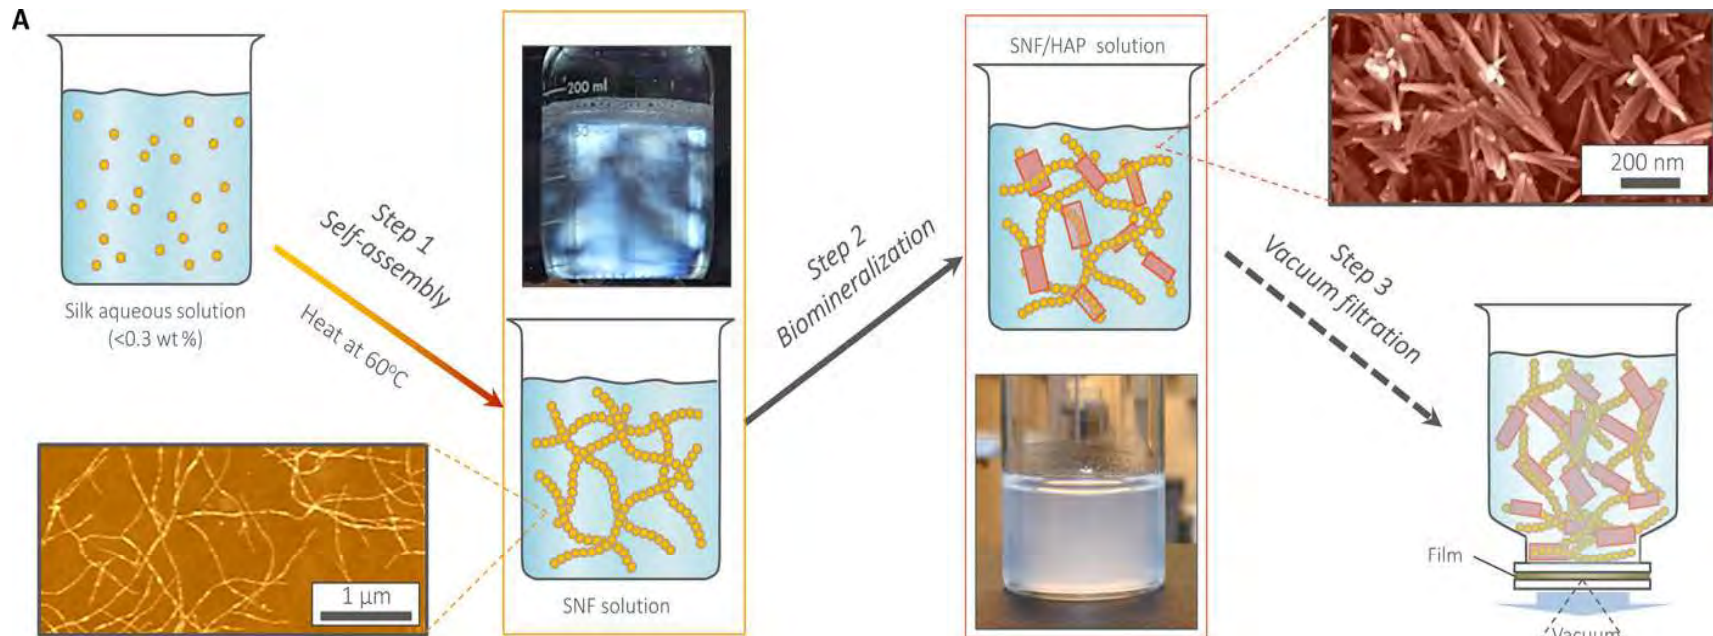 A
Silk aqueous solution
(<0.3 wt %)
Step 1
Self-assembly
Heat at 60°C
200 ml
SNF solution
1 µm
Step 2
Biomineralization
SNF/HAP solution
200 nm
Step 3
Vacuum filtration
Film
Vacuum